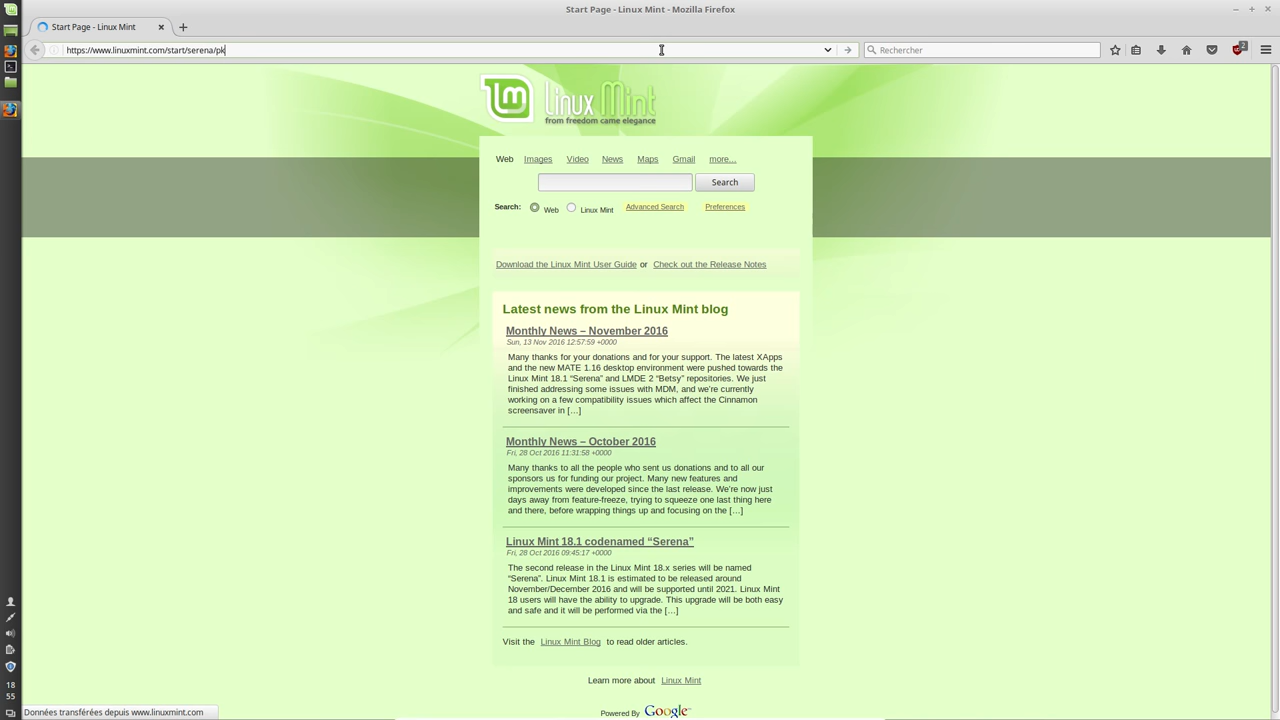 Start Page - Linux Mint - Mozilla Firefox
Start Page - Linux Mint
https://www.linuxmint.com/start/serena/pk
Rechercher
2
Linux Mint
from freedom came elegance
Web Images Video News Maps Gmail more...
Search
Search: Web Linux Mint Advanced Search Preferences
Download the Linux Mint User Guide or Check out the Release Notes
Latest news from the Linux Mint blog
Monthly News – November 2016
Sun, 13 Nov 2016 12:57:59 +0000
Many thanks for your donations and for your support. The latest XApps
and the new MATE 1.16 desktop environment were pushed towards the
Linux Mint 18.1 “Serena” and LMDE 2 “Betsy” repositories. We just
finished addressing some issues with MDM, and we’re currently
working on a few compatibility issues which affect the Cinnamon
screensaver in […]
Monthly News – October 2016
Fri, 28 Oct 2016 11:31:58 +0000
Many thanks to all the people who sent us donations and to all our
sponsors us for funding our project. Many new features and
improvements were developed since the last release. We’re now just
days away from feature-freeze, trying to squeeze one last thing here
and there, before wrapping things up and focusing on the […]
Linux Mint 18.1 codenamed “Serena”
Fri, 28 Oct 2016 09:45:17 +0000
The second release in the Linux Mint 18.x series will be named
“Serena”. Linux Mint 18.1 is estimated to be released around
November/December 2016 and will be supported until 2021. Linux Mint
18 users will have the ability to upgrade. This upgrade will be both easy
and safe and it will be performed via the […]
Visit the Linux Mint Blog to read older articles.
Learn more about Linux Mint
Powered By Google™
18
55
Données transférées depuis www.linuxmint.com